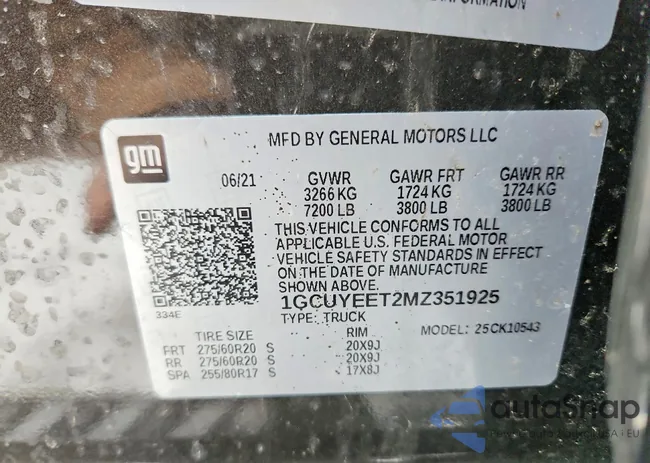 INFORMATION
gm
MFD BY GENERAL MOTORS LLC
06/21 GVWR GAWR FRT GAWR RR
3266 KG 1724 KG 1724 KG
7200 LB 3800 LB 3800 LB
THIS VEHICLE CONFORMS TO ALL
APPLICABLE U.S. FEDERAL MOTOR
VEHICLE SAFETY STANDARDS IN EFFECT
ON THE DATE OF MANUFACTURE
SHOWN ABOVE.
1GCUYEET2MZ351925
334E
TYPE: TRUCK MODEL: 25CK10543
TIRE SIZE RIM
FRT 275/60R20 S 20X9J
RR 275/60R20 S 20X9J
SPA 255/80R17 S 17X8J
autoSnap